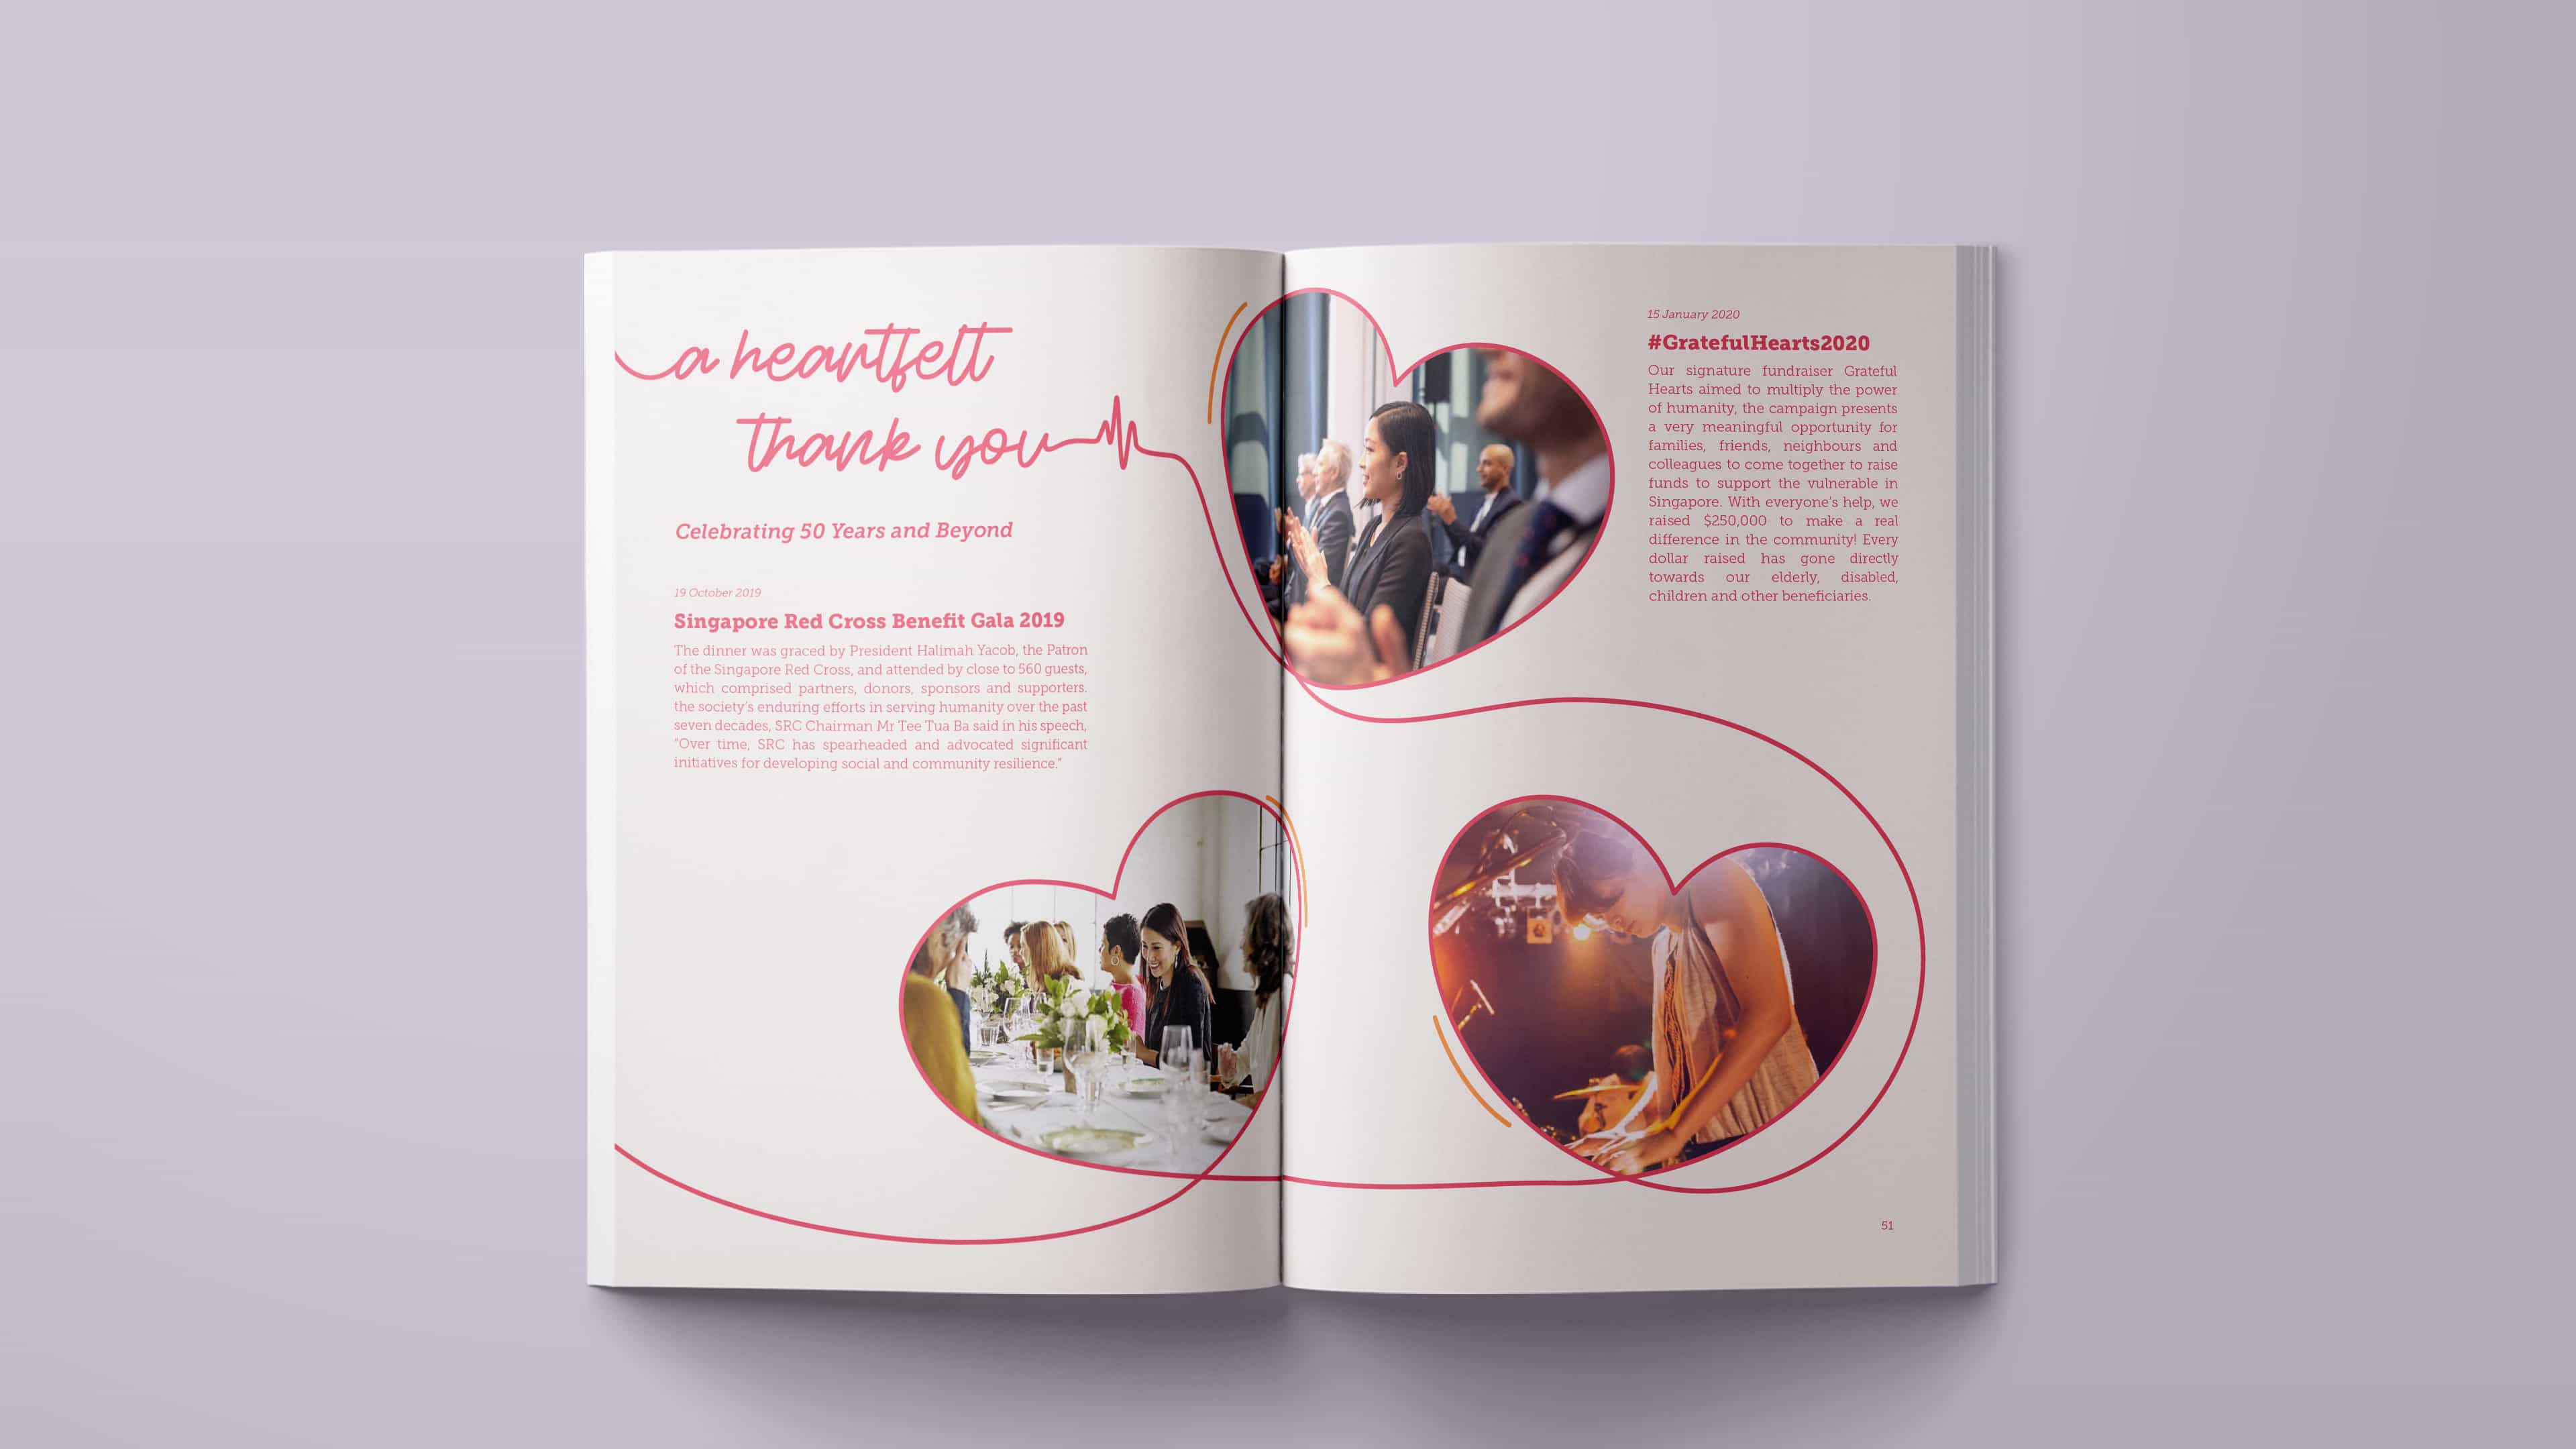 a heartfelt
thank you
Celebrating 50 Years and Beyond
19 October 2019
Singapore Red Cross Benefit Gala 2019
The dinner was graced by President Halimah Yacob, the Patron
of the Singapore Red Cross, and attended by close to 560 guests,
which comprised partners, donors, sponsors and supporters.
the society's enduring efforts in serving humanity over the past
seven decades, SRC Chairman Mr Tee Tua Ba said in his speech,
"Over time, SRC has spearheaded and advocated significant
initiatives for developing social and community resilience."
15 January 2020
#GratefulHearts2020
Our signature fundraiser Grateful
Hearts aimed to multiply the power
of humanity, the campaign presents
a very meaningful opportunity for
families, friends, neighbours and
colleagues to come together to raise
funds to support the vulnerable in
Singapore. With everyone's help, we
raised $250,000 to make a real
difference in the community! Every
dollar raised has gone directly
towards our elderly, disabled,
children and other beneficiaries.
51